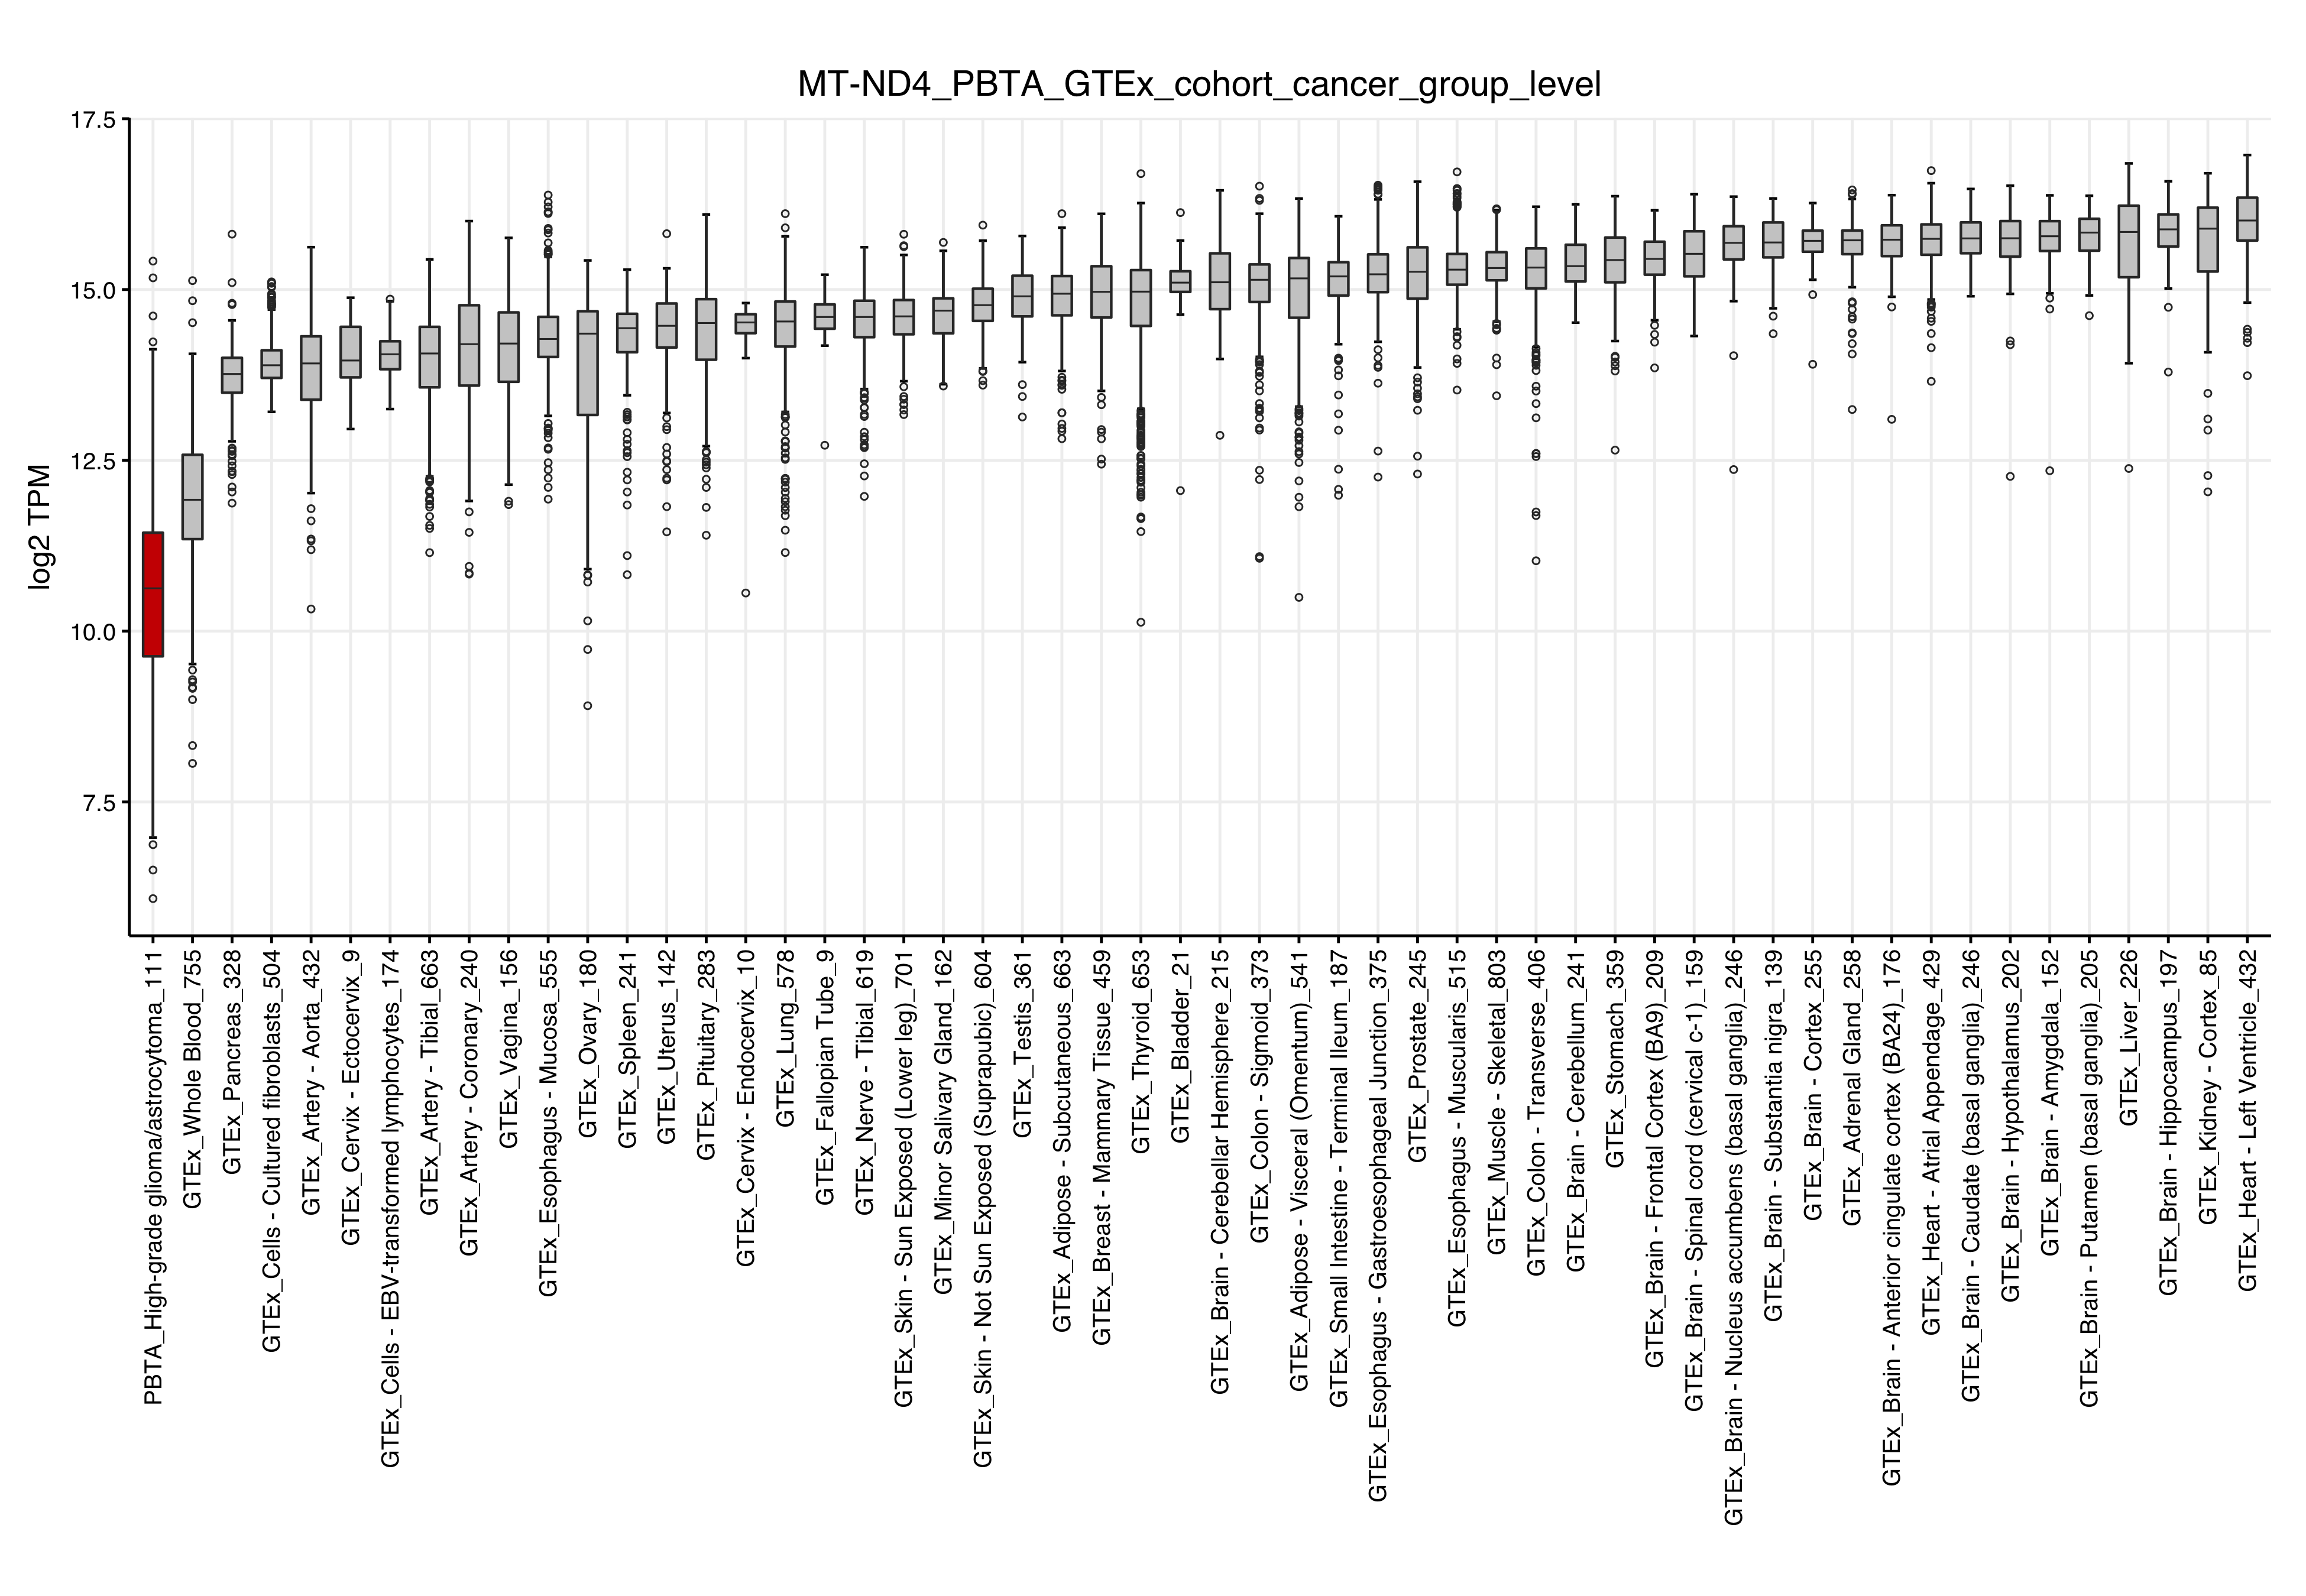 MT-ND4_PBTA_GTEx_cohort_cancer_group_level
log2 TPM
17.5
15.0
12.5
10.0
7.5
PBTA_High-grade glioma/astrocytoma_111
GTEx_Whole Blood_755
GTEx_Pancreas_328
GTEx_Cells - Cultured fibroblasts_504
GTEx_Artery - Aorta_432
GTEx_Cervix - Ectocervix_9
GTEx_Cells - EBV-transformed lymphocytes_174
GTEx_Artery - Tibial_663
GTEx_Artery - Coronary_240
GTEx_Vagina_156
GTEx_Esophagus - Mucosa_555
GTEx_Ovary_180
GTEx_Spleen_241
GTEx_Uterus_142
GTEx_Pituitary_283
GTEx_Cervix - Endocervix_10
GTEx_Lung_578
GTEx_Fallopian Tube_9
GTEx_Nerve - Tibial_619
GTEx_Skin - Sun Exposed (Lower leg)_701
GTEx_Minor Salivary Gland_162
GTEx_Skin - Not Sun Exposed (Suprapubic)_604
GTEx_Testis_361
GTEx_Adipose - Subcutaneous_663
GTEx_Breast - Mammary Tissue_459
GTEx_Thyroid_653
GTEx_Bladder_21
GTEx_Brain - Cerebellar Hemisphere_215
GTEx_Colon - Sigmoid_373
GTEx_Adipose - Visceral (Omentum)_541
GTEx_Small Intestine - Terminal Ileum_187
GTEx_Esophagus - Gastroesophageal Junction_375
GTEx_Prostate_245
GTEx_Esophagus - Muscularis_515
GTEx_Muscle - Skeletal_803
GTEx_Colon - Transverse_406
GTEx_Brain - Cerebellum_241
GTEx_Stomach_359
GTEx_Brain - Frontal Cortex (BA9)_209
GTEx_Brain - Spinal cord (cervical c-1)_159
GTEx_Brain - Nucleus accumbens (basal ganglia)_246
GTEx_Brain - Substantia nigra_139
GTEx_Brain - Cortex_255
GTEx_Adrenal Gland_258
GTEx_Brain - Anterior cingulate cortex (BA24)_176
GTEx_Heart - Atrial Appendage_429
GTEx_Brain - Caudate (basal ganglia)_246
GTEx_Brain - Hypothalamus_202
GTEx_Brain - Amygdala_152
GTEx_Brain - Putamen (basal ganglia)_205
GTEx_Liver_226
GTEx_Brain - Hippocampus_197
GTEx_Kidney - Cortex_85
GTEx_Heart - Left Ventricle_432